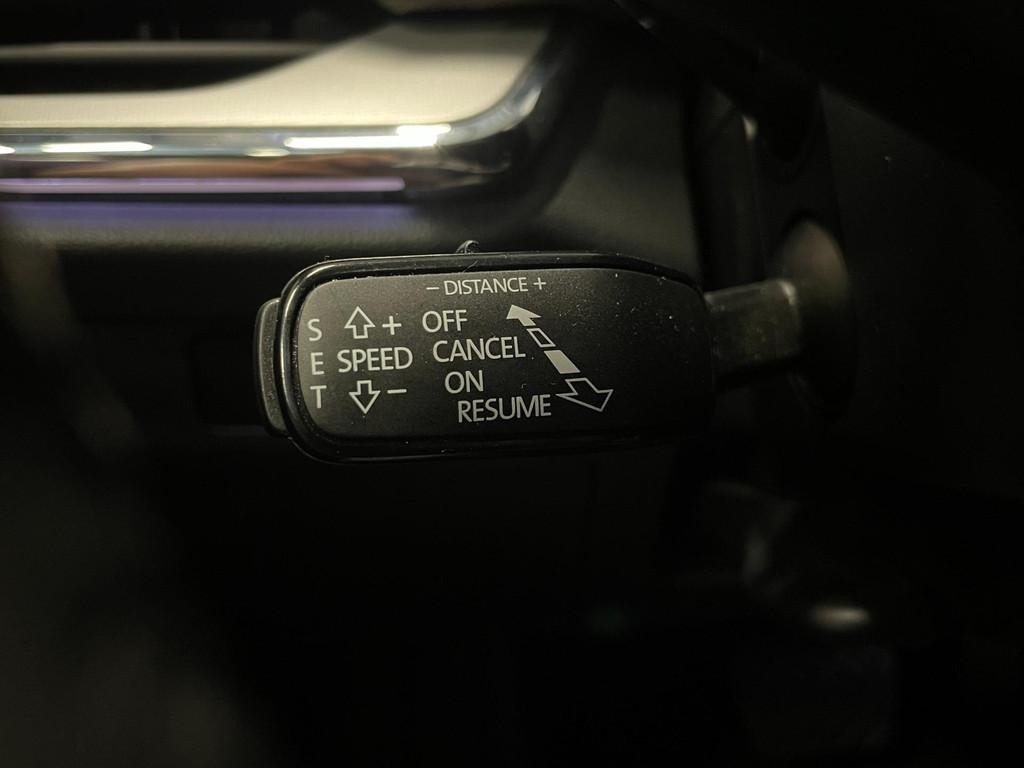 − DISTANCE +
S
E
T
+
SPEED
−
OFF
CANCEL
ON
RESUME